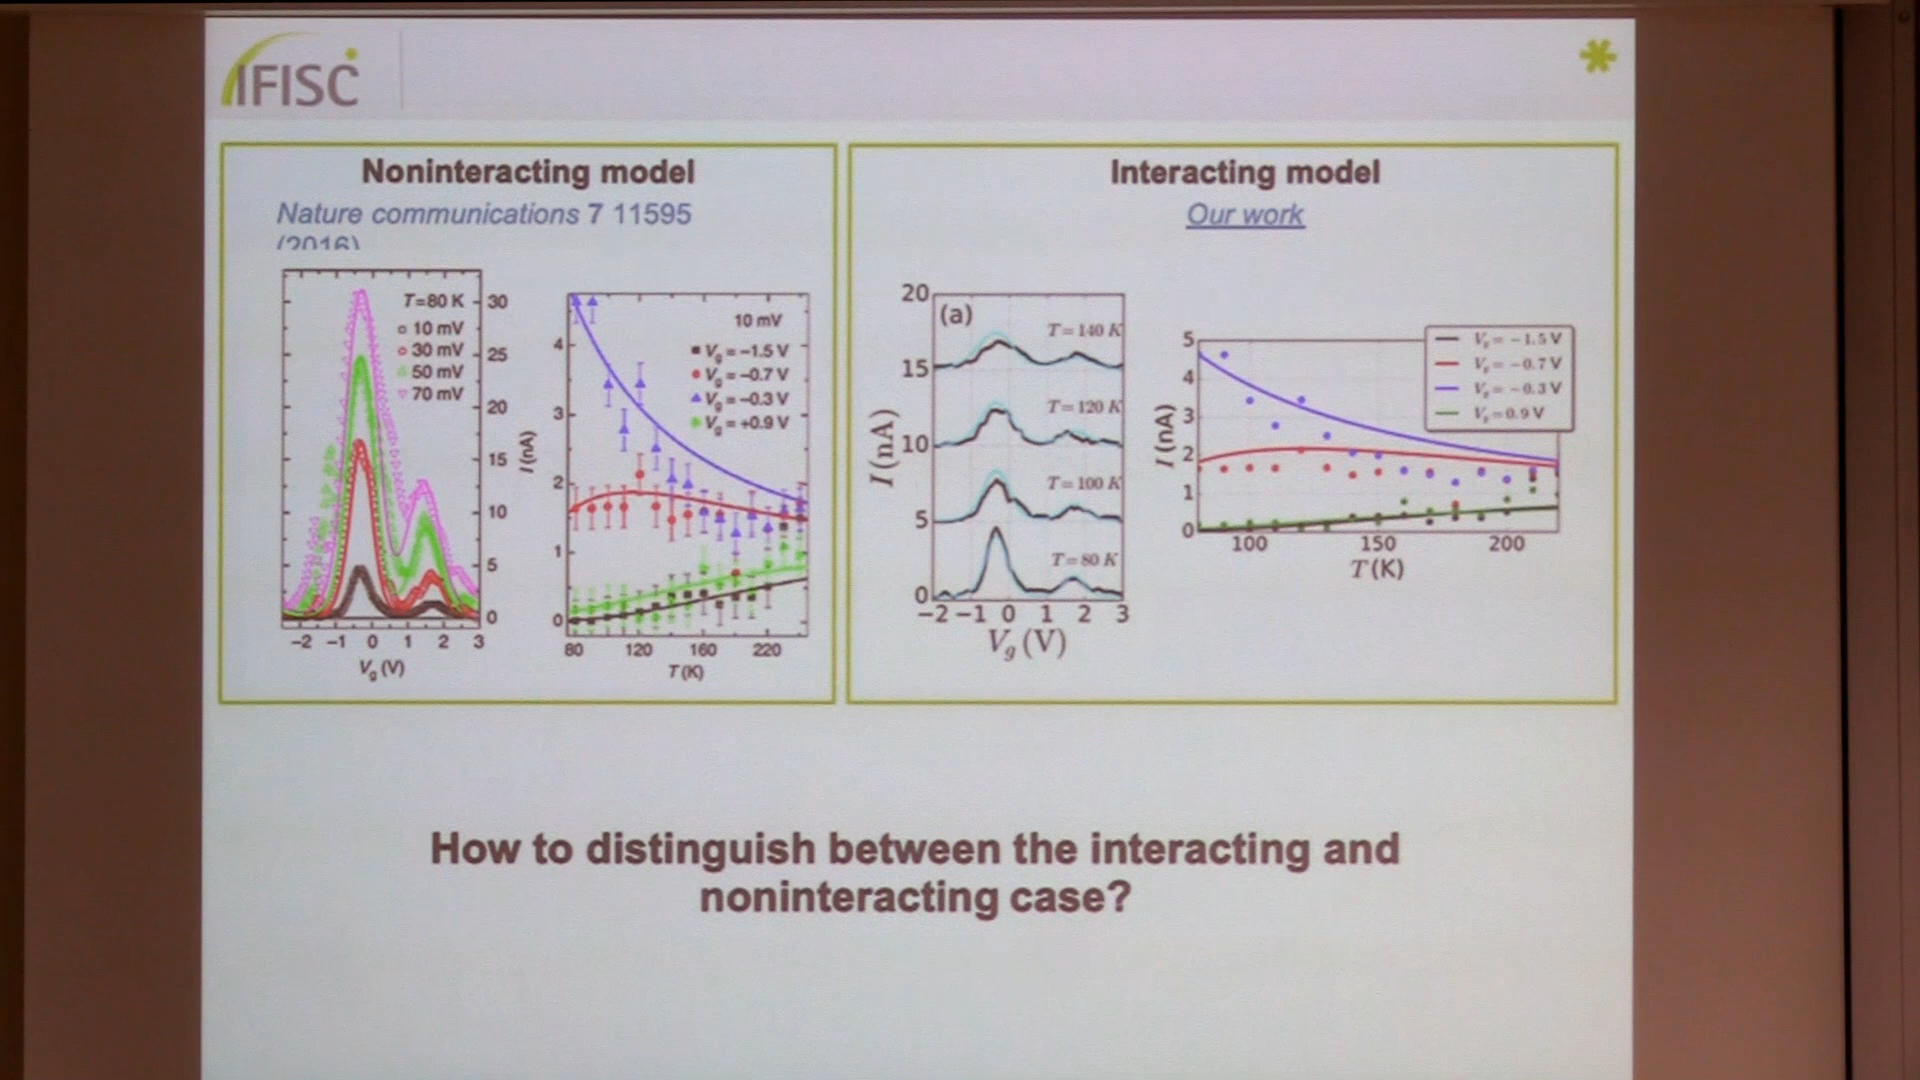 IFISC
*
Noninteracting model
Nature communications 7 11595
(2016)
T=80 K
10 mV
30 mV
50 mV
70 mV
30
25
20
15
10
5
0
−2 −1 0 1 2 3
Vg (V)
I (nA)
10 mV
Vg = −1.5 V
Vg = −0.7 V
Vg = −0.3 V
Vg = +0.9 V
4
3
2
1
0
80 120 160 220
T (K)
Interacting model
Our work
(a)
20
15
10
5
0
I (nA)
T = 140 K
T = 120 K
T = 100 K
T = 80 K
−2 −1 0 1 2 3
Vg (V)
I (nA)
5
4
3
2
1
0
Vg = −1.5 V
Vg = −0.7 V
Vg = −0.3 V
Vg = 0.9 V
100 150 200
T (K)
How to distinguish between the interacting and
noninteracting case?